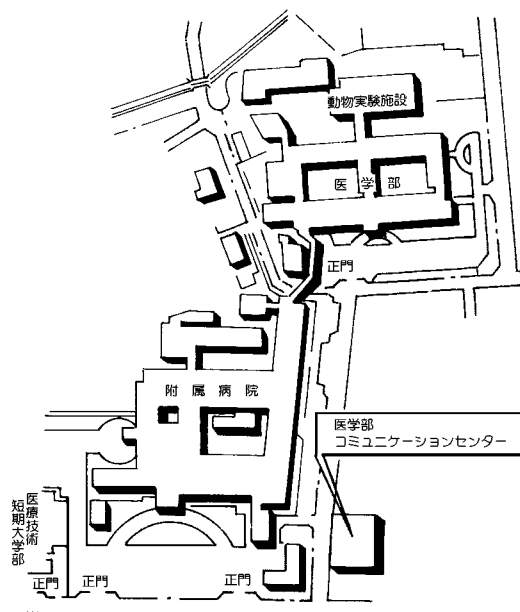 動物実験施設
医学部
正門
附属病院
医学部
コミュニケーションセンター
医療技術
短期大学部
正門
正門
正門